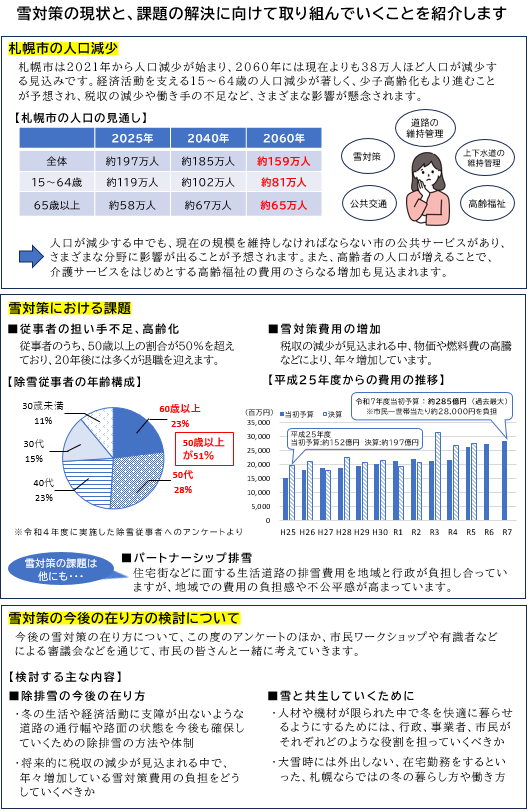 雪対策の現状と、課題の解決に向けて取り組んでいくことを紹介します
札幌市の人口減少
札幌市は2021年から人口減少が始まり、2060年には現在よりも38万人ほど人口が減少す
る見込みです。経済活動を支える15～64歳の人口減少が著しく、少子高齢化もより進むこと
が予想され、税収の減少や働き手の不足など、さまざまな影響が懸念されます。
【札幌市の人口の見通し】
2025年 2040年 2060年
全体 約197万人 約185万人 約159万人
15～64歳 約119万人 約102万人 約81万人
65歳以上 約58万人 約67万人 約65万人
道路の
維持管理
雪対策
上下水道の
維持管理
公共交通
高齢福祉
人口が減少する中でも、現在の規模を維持しなければならない市の公共サービスがあり、
さまざまな分野に影響が出ることが予想されます。また、高齢者の人口が増えることで、
介護サービスをはじめとする高齢福祉の費用のさらなる増加も見込まれます。
雪対策における課題
■従事者の担い手不足、高齢化
従事者のうち、50歳以上の割合が50％を超え
ており、20年後には多くが退職を迎えます。
【除雪従事者の年齢構成】
30歳未満
11%
60歳以上
23%
30代
15%
50歳以上
が51%
40代
23%
50代
28%
※令和４年度に実施した除雪従事者へのアンケートより
■雪対策費用の増加
税収の減少が見込まれる中、物価や燃料費の高騰
などにより、年々増加しています。
【平成25年度からの費用の推移】
令和7年度当初予算：約285億円（過去最大）
※市民一世帯当たり約28,000円を負担
(百万円)
当初予算 決算
平成25年度
当初予算:約152億円 決算:約197億円
35,000
30,000
25,000
20,000
15,000
10,000
5,000
0
H25 H26 H27 H28 H29 H30 R1 R2 R3 R4 R5 R6 R7
雪対策の課題は
他にも・・・
■パートナーシップ排雪
住宅街などに面する生活道路の排雪費用を地域と行政が負担し合ってい
ますが、地域での費用の負担感や不公平感が高まっています。
雪対策の今後の在り方の検討について
今後の雪対策の在り方について、この度のアンケートのほか、市民ワークショップや有識者など
による審議会などを通じて、市民の皆さんと一緒に考えていきます。
【検討する主な内容】
■除排雪の今後の在り方
・冬の生活や経済活動に支障が出ないような
道路の通行幅や路面の状態を今後も確保し
ていくための除排雪の方法や体制
・将来的に税収の減少が見込まれる中で、
年々増加している雪対策費用の負担をどう
していくべきか
■雪と共生していくために
・人材や機材が限られた中で冬を快適に暮らせ
るようにするためには、行政、事業者、市民が
それぞれどのような役割を担っていくべきか
・大雪時には外出しない、在宅勤務をするとい
った、札幌ならではの冬の暮らし方や働き方